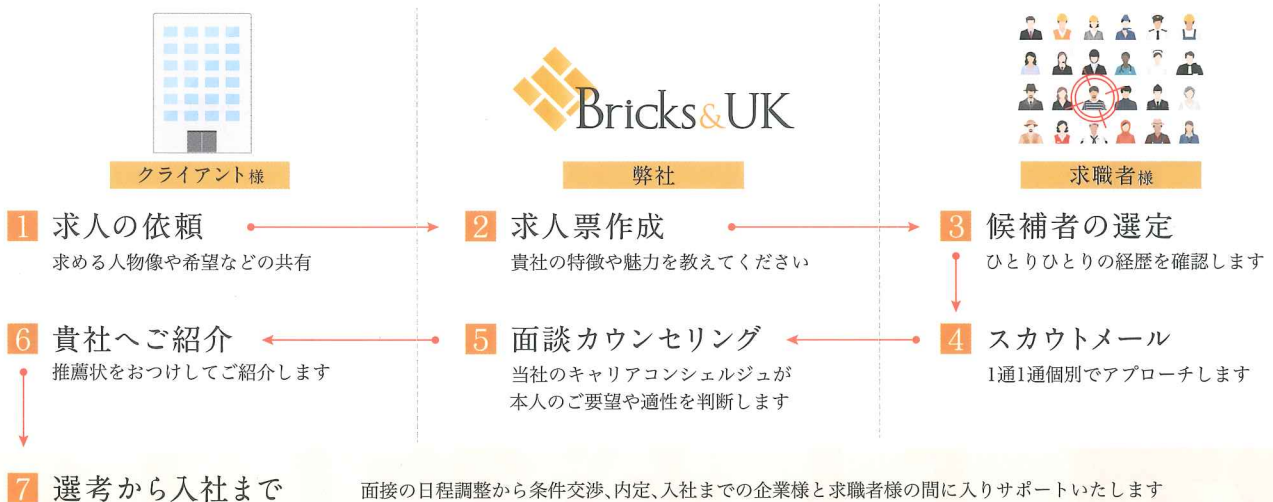 Bricks&UK
クライアント様
弊社
求職者様
1 求人の依頼
求める人物像や希望などの共有
2 求人票作成
貴社の特徴や魅力を教えてください
3 候補者の選定
ひとりひとりの経歴を確認します
6 貴社へご紹介
推薦状をおつけしてご紹介します
5 面談カウンセリング
当社のキャリアコンシェルジュが
本人のご要望や適性を判断します
4 スカウトメール
1通1通個別でアプローチします
7 選考から入社まで
面接の日程調整から条件交渉、内定、入社までの企業様と求職者様の間に入りサポートいたします